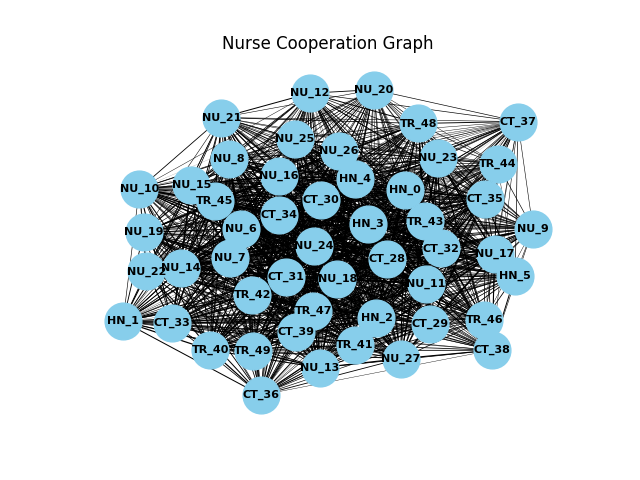 Nurse Cooperation Graph
NU_20
NU_12
NU_21
CT_37
TR_48
NU_25
NU_26
NU_8
NU_23
TR_44
NU_16
HN_4
NU_15
NU_10
HN_0
CT_35
TR_45
CT_30
CT_34
TR_43
HN_3
NU_6
NU_9
NU_19
NU_24
CT_32
NU_17
NU_7
CT_28
NU_14
NU_22
HN_5
CT_31
NU_18
NU_11
TR_42
TR_47
HN_2
HN_1
CT_33
CT_29
TR_46
CT_39
TR_41
TR_40
TR_49
CT_38
NU_27
NU_13
CT_36